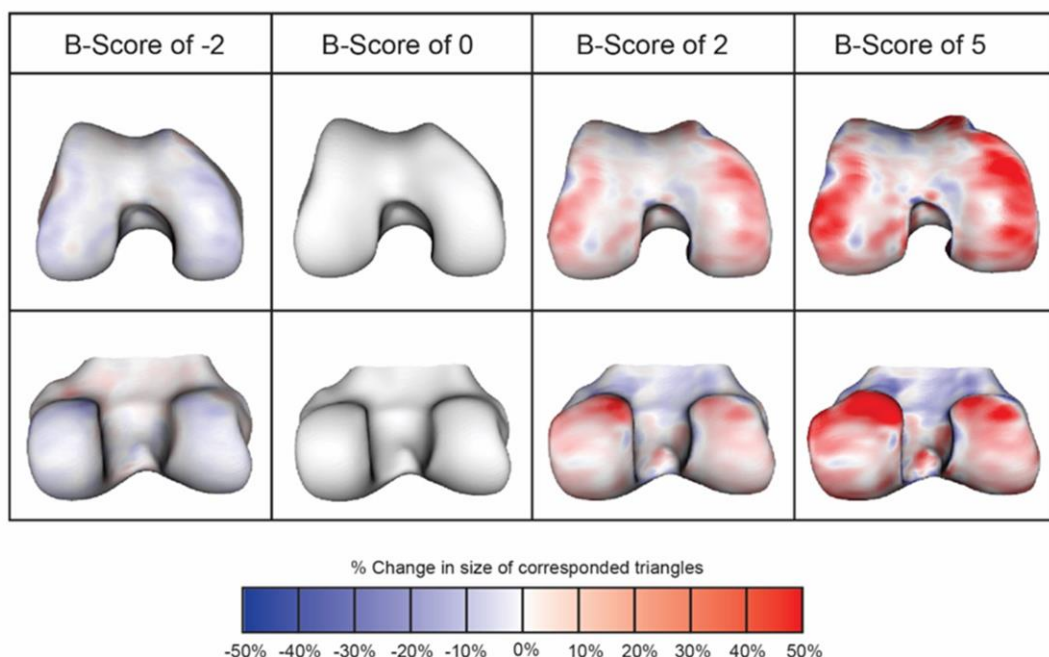 B-Score of -2
B-Score of 0
B-Score of 2
B-Score of 5
% Change in size of corresponded triangles
-50% -40% -30% -20% -10% 0% 10% 20% 30% 40% 50%